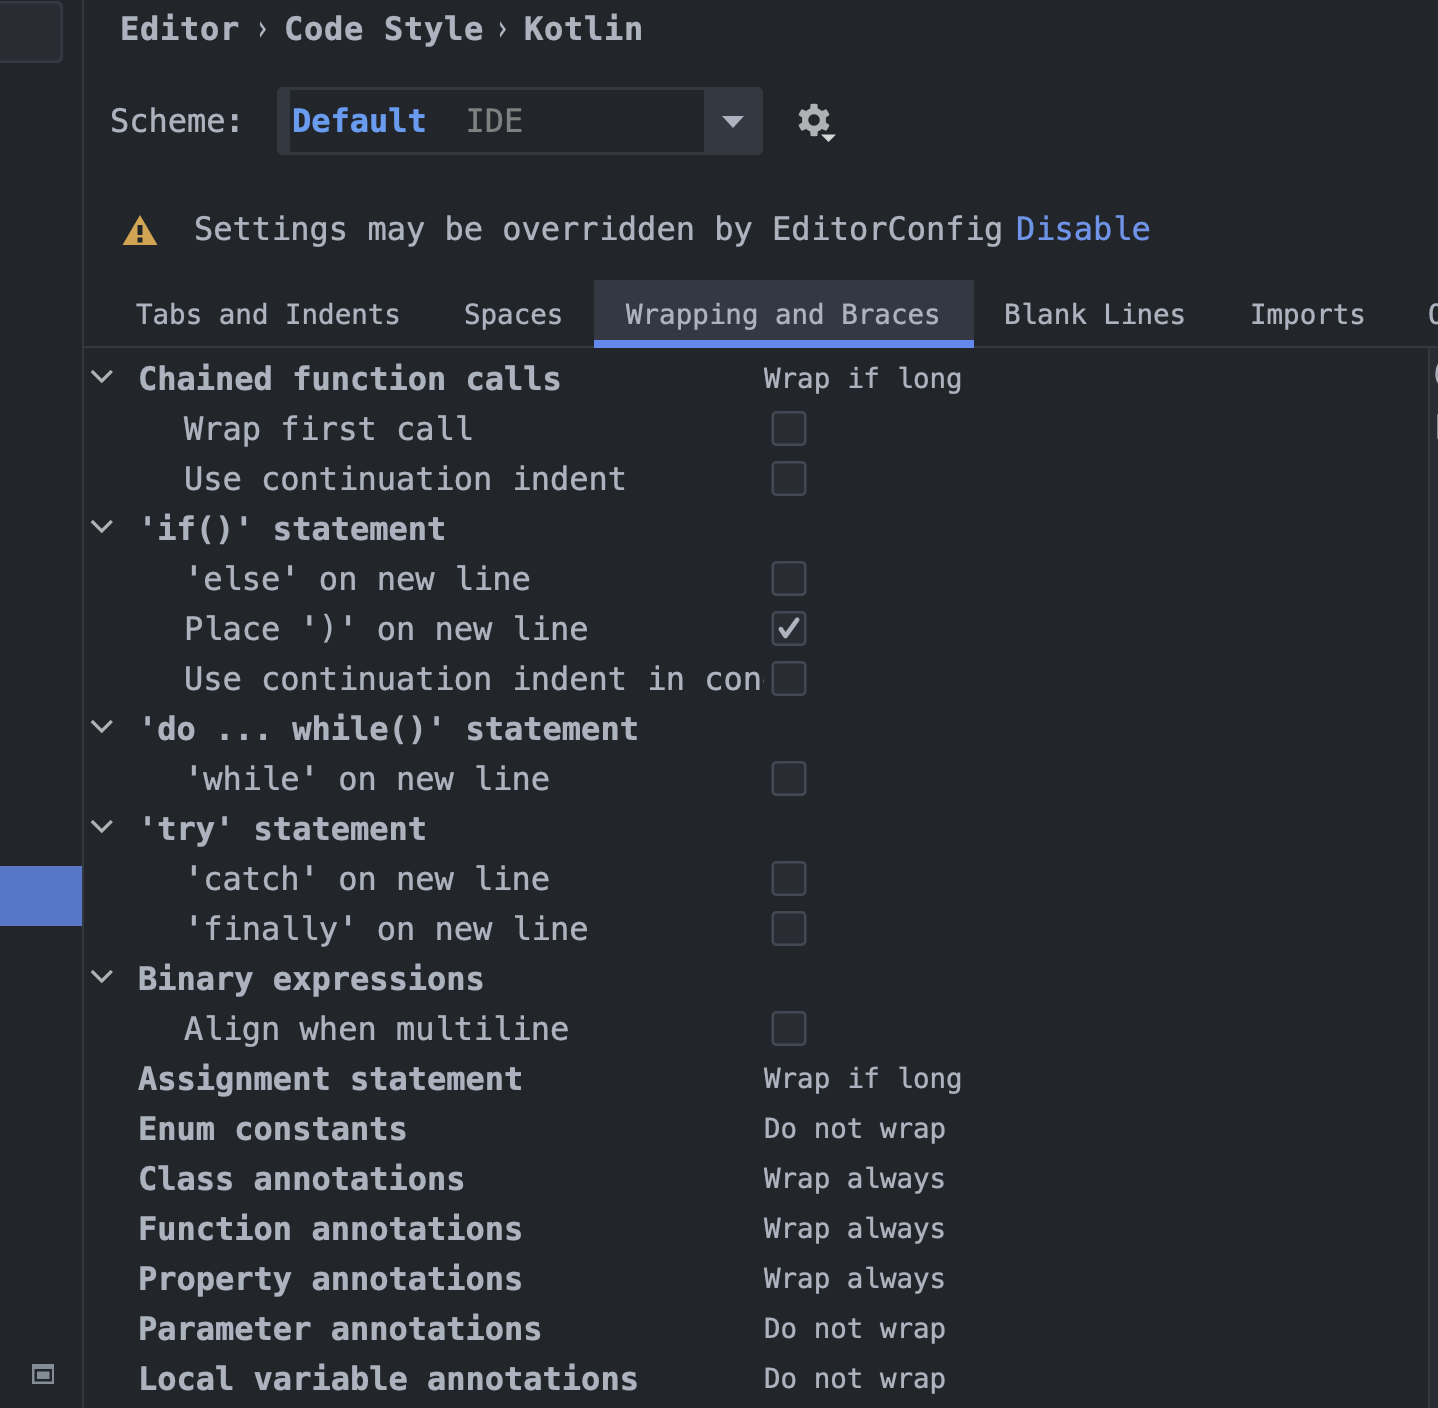 Editor › Code Style › Kotlin
Scheme: Default IDE
Settings may be overridden by EditorConfig Disable
Tabs and Indents Spaces Wrapping and Braces Blank Lines Imports
Chained function calls Wrap if long
Wrap first call
Use continuation indent
'if()' statement
'else' on new line
Place ')' on new line
Use continuation indent in con
'do ... while()' statement
'while' on new line
'try' statement
'catch' on new line
'finally' on new line
Binary expressions
Align when multiline
Assignment statement Wrap if long
Enum constants Do not wrap
Class annotations Wrap always
Function annotations Wrap always
Property annotations Wrap always
Parameter annotations Do not wrap
Local variable annotations Do not wrap